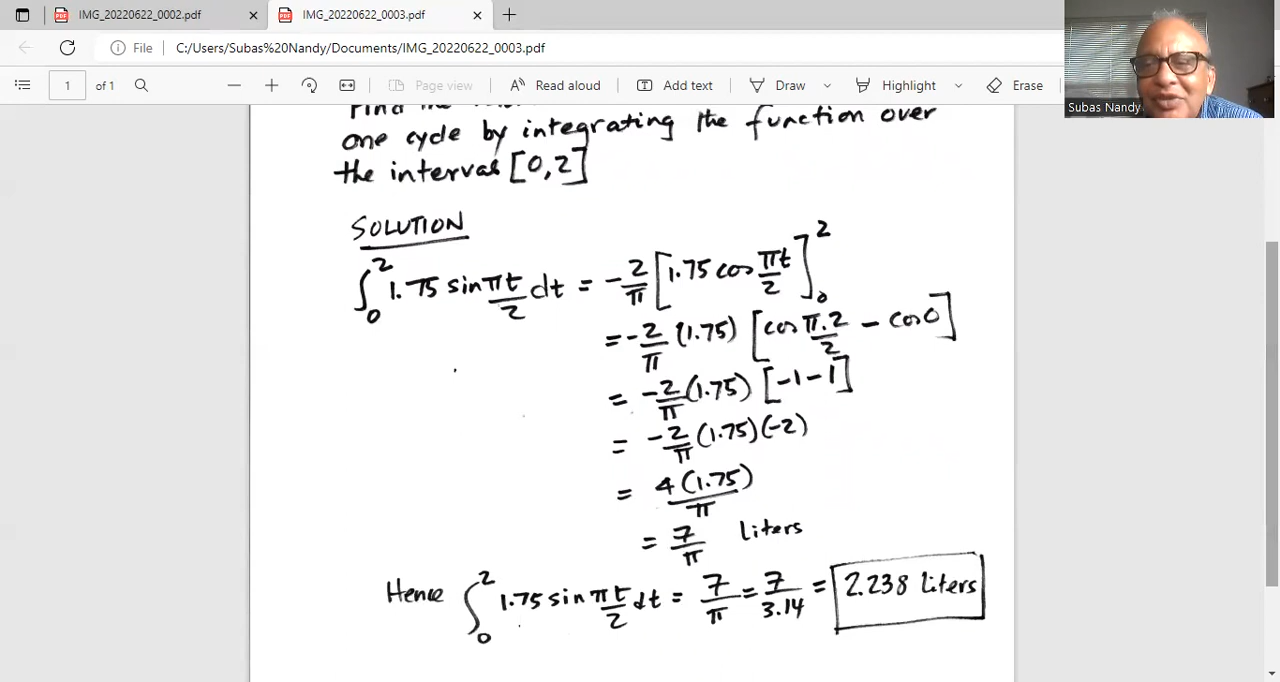 IMG_20220622_0002.pdf
IMG_20220622_0003.pdf
File
C:/Users/Subas%20Nandy/Documents/IMG_20220622_0003.pdf
1 of 1
Page view
Read aloud
Add text
Draw
Highlight
Erase
Subas Nandy
Find the
one cycle by integrating the function over
the interval [0,2]
SOLUTION
∫₀² 1.75 sin πt/2 dt = -2/π [1.75 cos πt/2]₀²
= -2/π (1.75) [cos π.2/2 - cos 0]
= -2/π (1.75) [-1-1]
= -2/π (1.75)(-2)
= 4(1.75)/π
= 7/π liters
Hence ∫₀² 1.75 sin πt/2 dt = 7/π = 7/3.14 = 2.238 liters